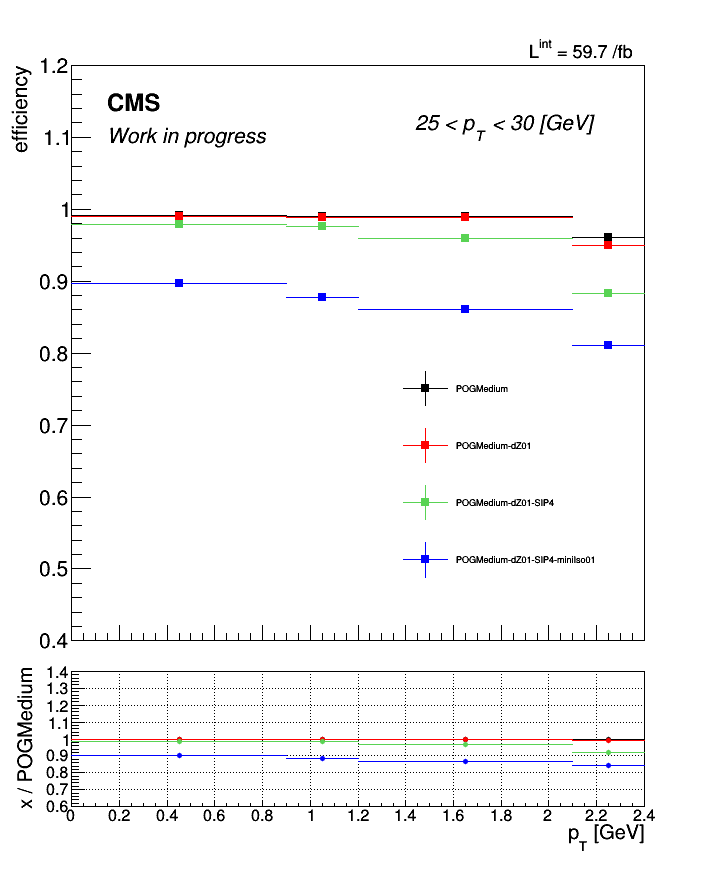 L^int = 59.7 /fb
efficiency
1.2
CMS
Work in progress
25 < p_T < 30 [GeV]
1.1
1
0.9
0.8
0.7
0.6
0.5
0.4
POGMedium
POGMedium-dZ01
POGMedium-dZ01-SIP4
POGMedium-dZ01-SIP4-miniIso01
x / POGMedium
1.4
1.3
1.2
1.1
1
0.9
0.8
0.7
0.6
0 0.2 0.4 0.6 0.8 1 1.2 1.4 1.6 1.8 2 2.2 2.4
p_T [GeV]